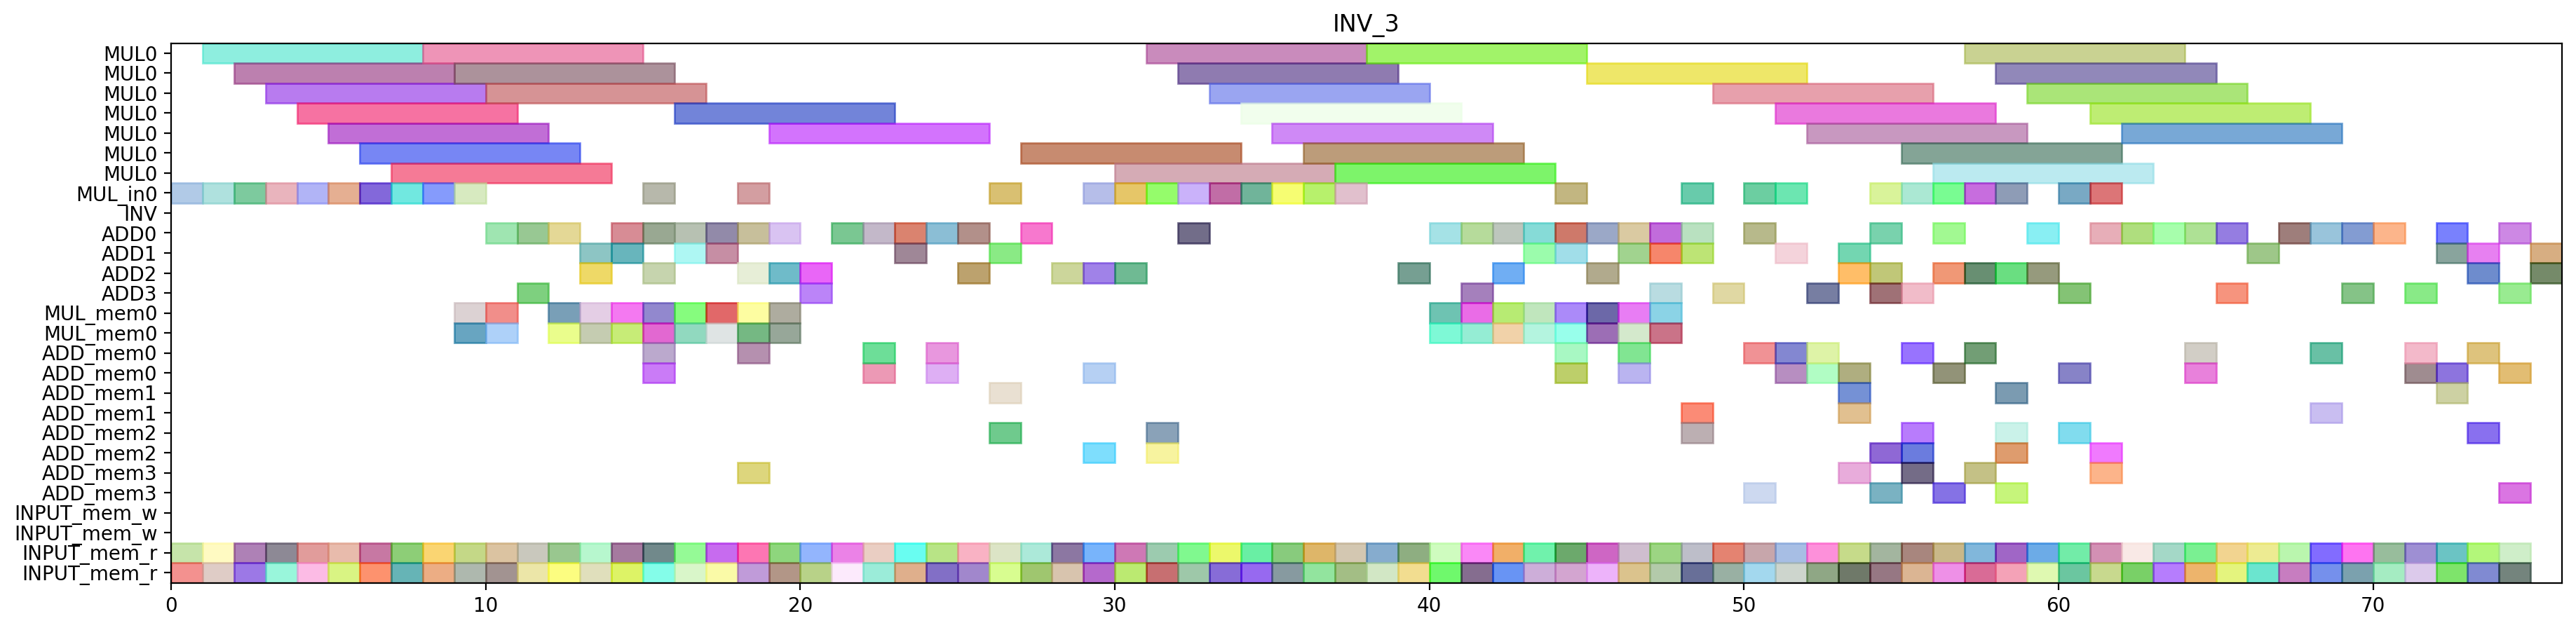 INV_3
MUL0
MUL0
MUL0
MUL0
MUL0
MUL0
MUL0
MUL_in0
INV
ADD0
ADD1
ADD2
ADD3
MUL_mem0
MUL_mem0
ADD_mem0
ADD_mem0
ADD_mem1
ADD_mem1
ADD_mem2
ADD_mem2
ADD_mem3
ADD_mem3
INPUT_mem_w
INPUT_mem_w
INPUT_mem_r
INPUT_mem_r
0 10 20 30 40 50 60 70